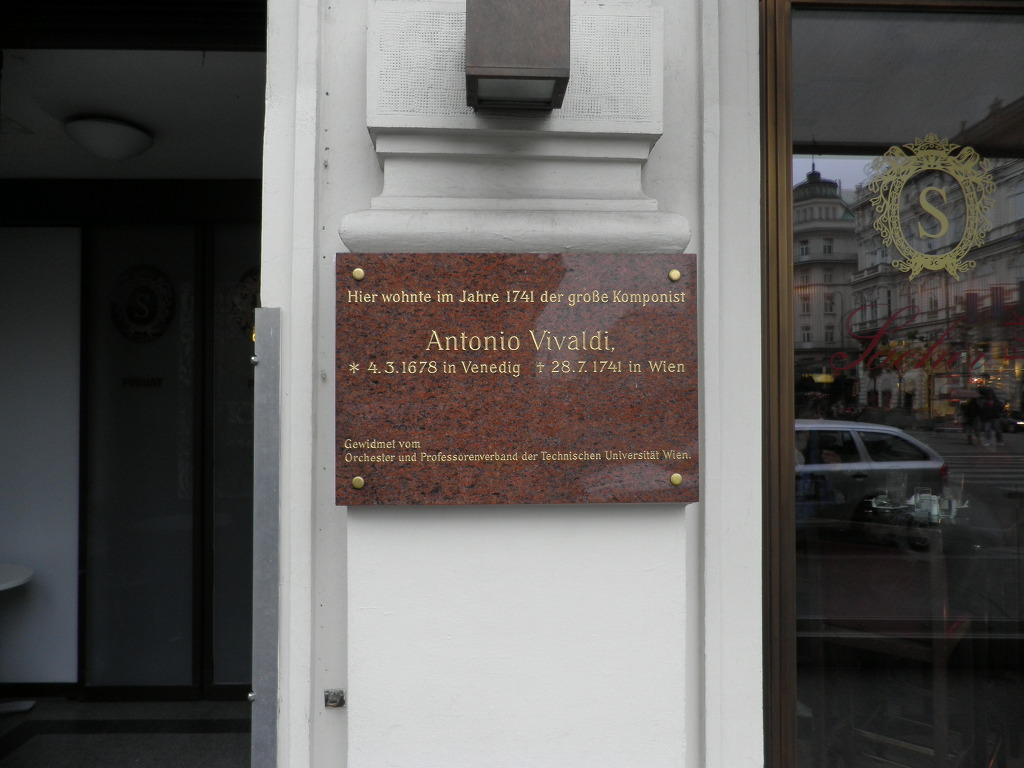 Hier wohnte im Jahre 1741 der große Komponist
Antonio Vivaldi,
* 4.3.1678 in Venedig † 28.7.1741 in Wien
Gewidmet vom
Orchester und Professorenverband der Technischen Universität Wien.
S
S